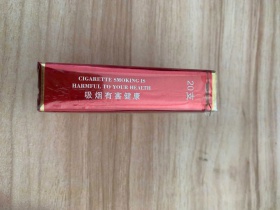 CIGARETTE SMOKING IS
HARMFUL TO YOUR HEALTH
吸烟有害健康
20支